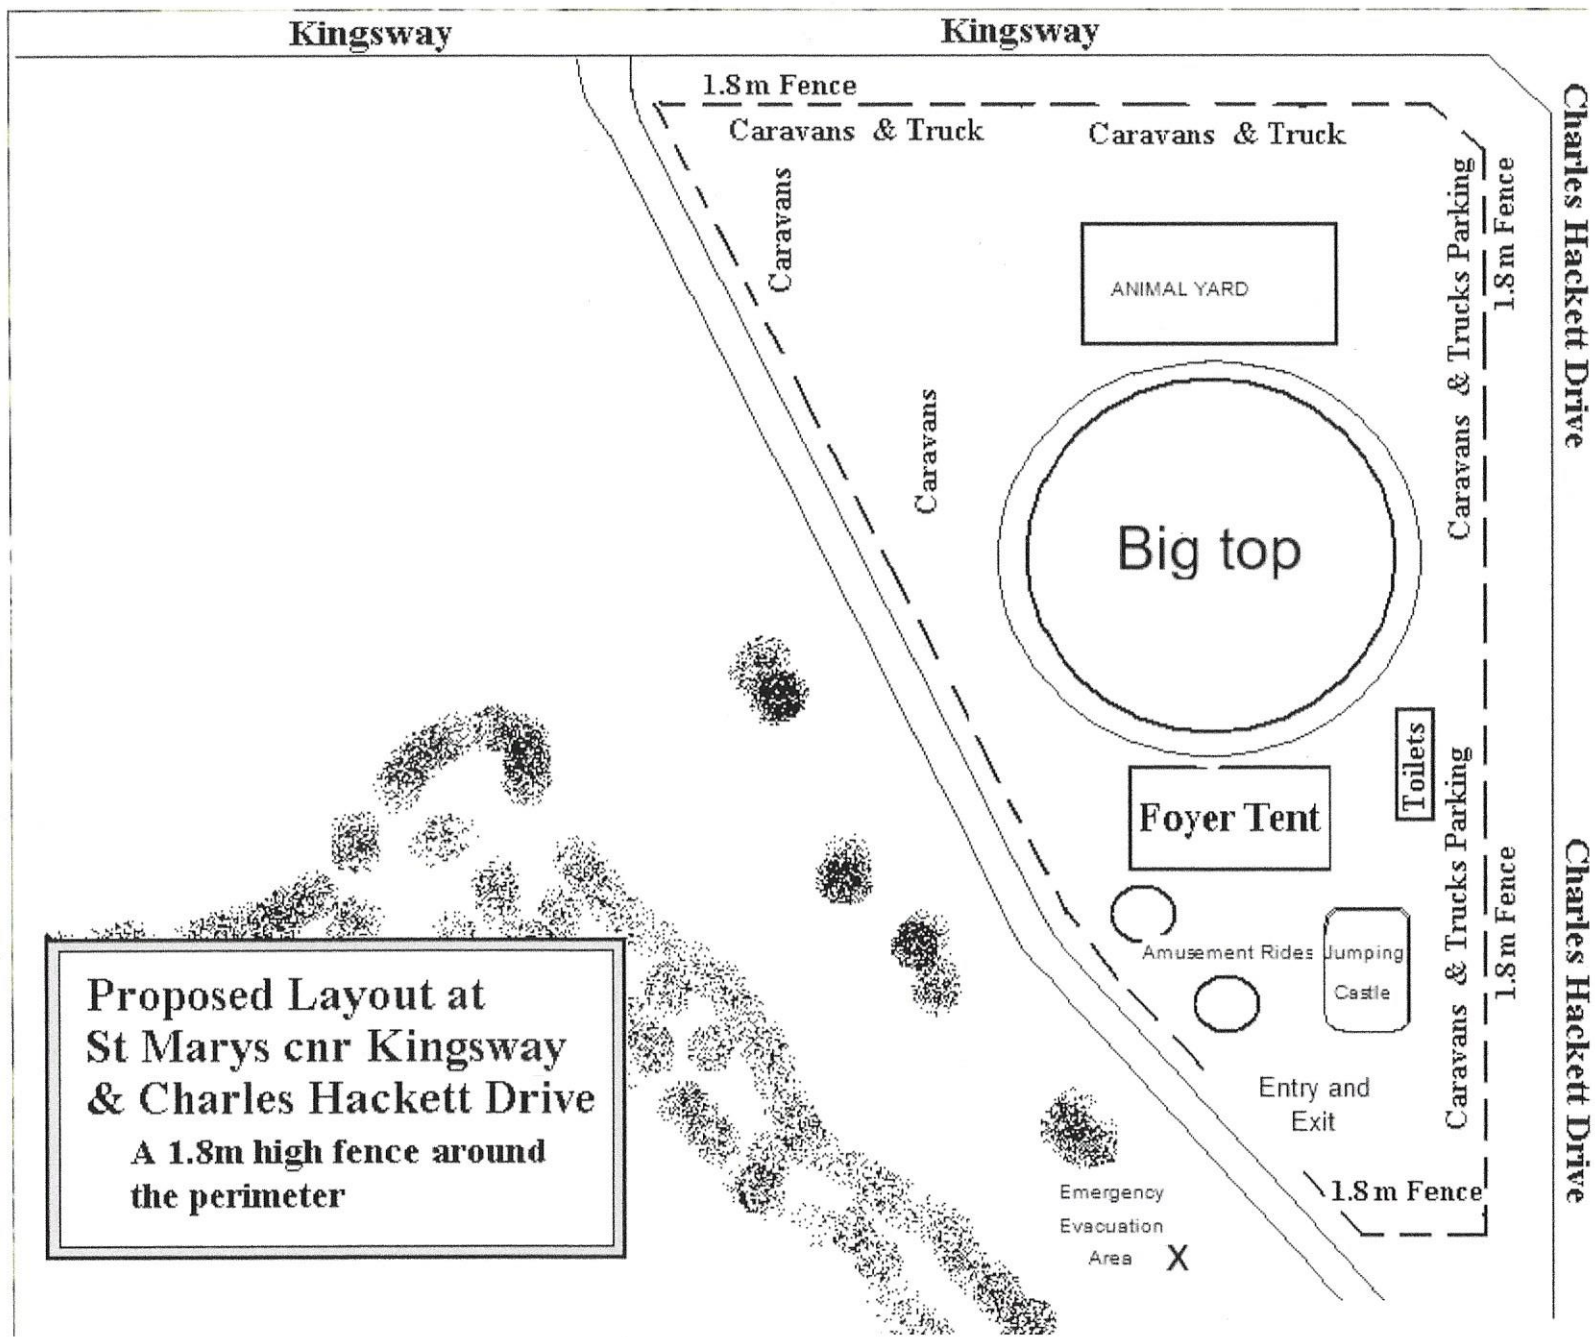 Kingsway
Kingsway
1.8m Fence
Caravans & Truck
Caravans & Truck
Caravans
Caravans
ANIMAL YARD
Caravans & Trucks Parking
1.8m Fence
Charles Hackett Drive
Big top
Toilets
Foyer Tent
Caravans & Trucks Parking
1.8m Fence
Charles Hackett Drive
Amusement Rides
Jumping
Castle
Entry and
Exit
1.8m Fence
Emergency
Evacuation
Area X
Proposed Layout at
St Marys cnr Kingsway
& Charles Hackett Drive
A 1.8m high fence around
the perimeter